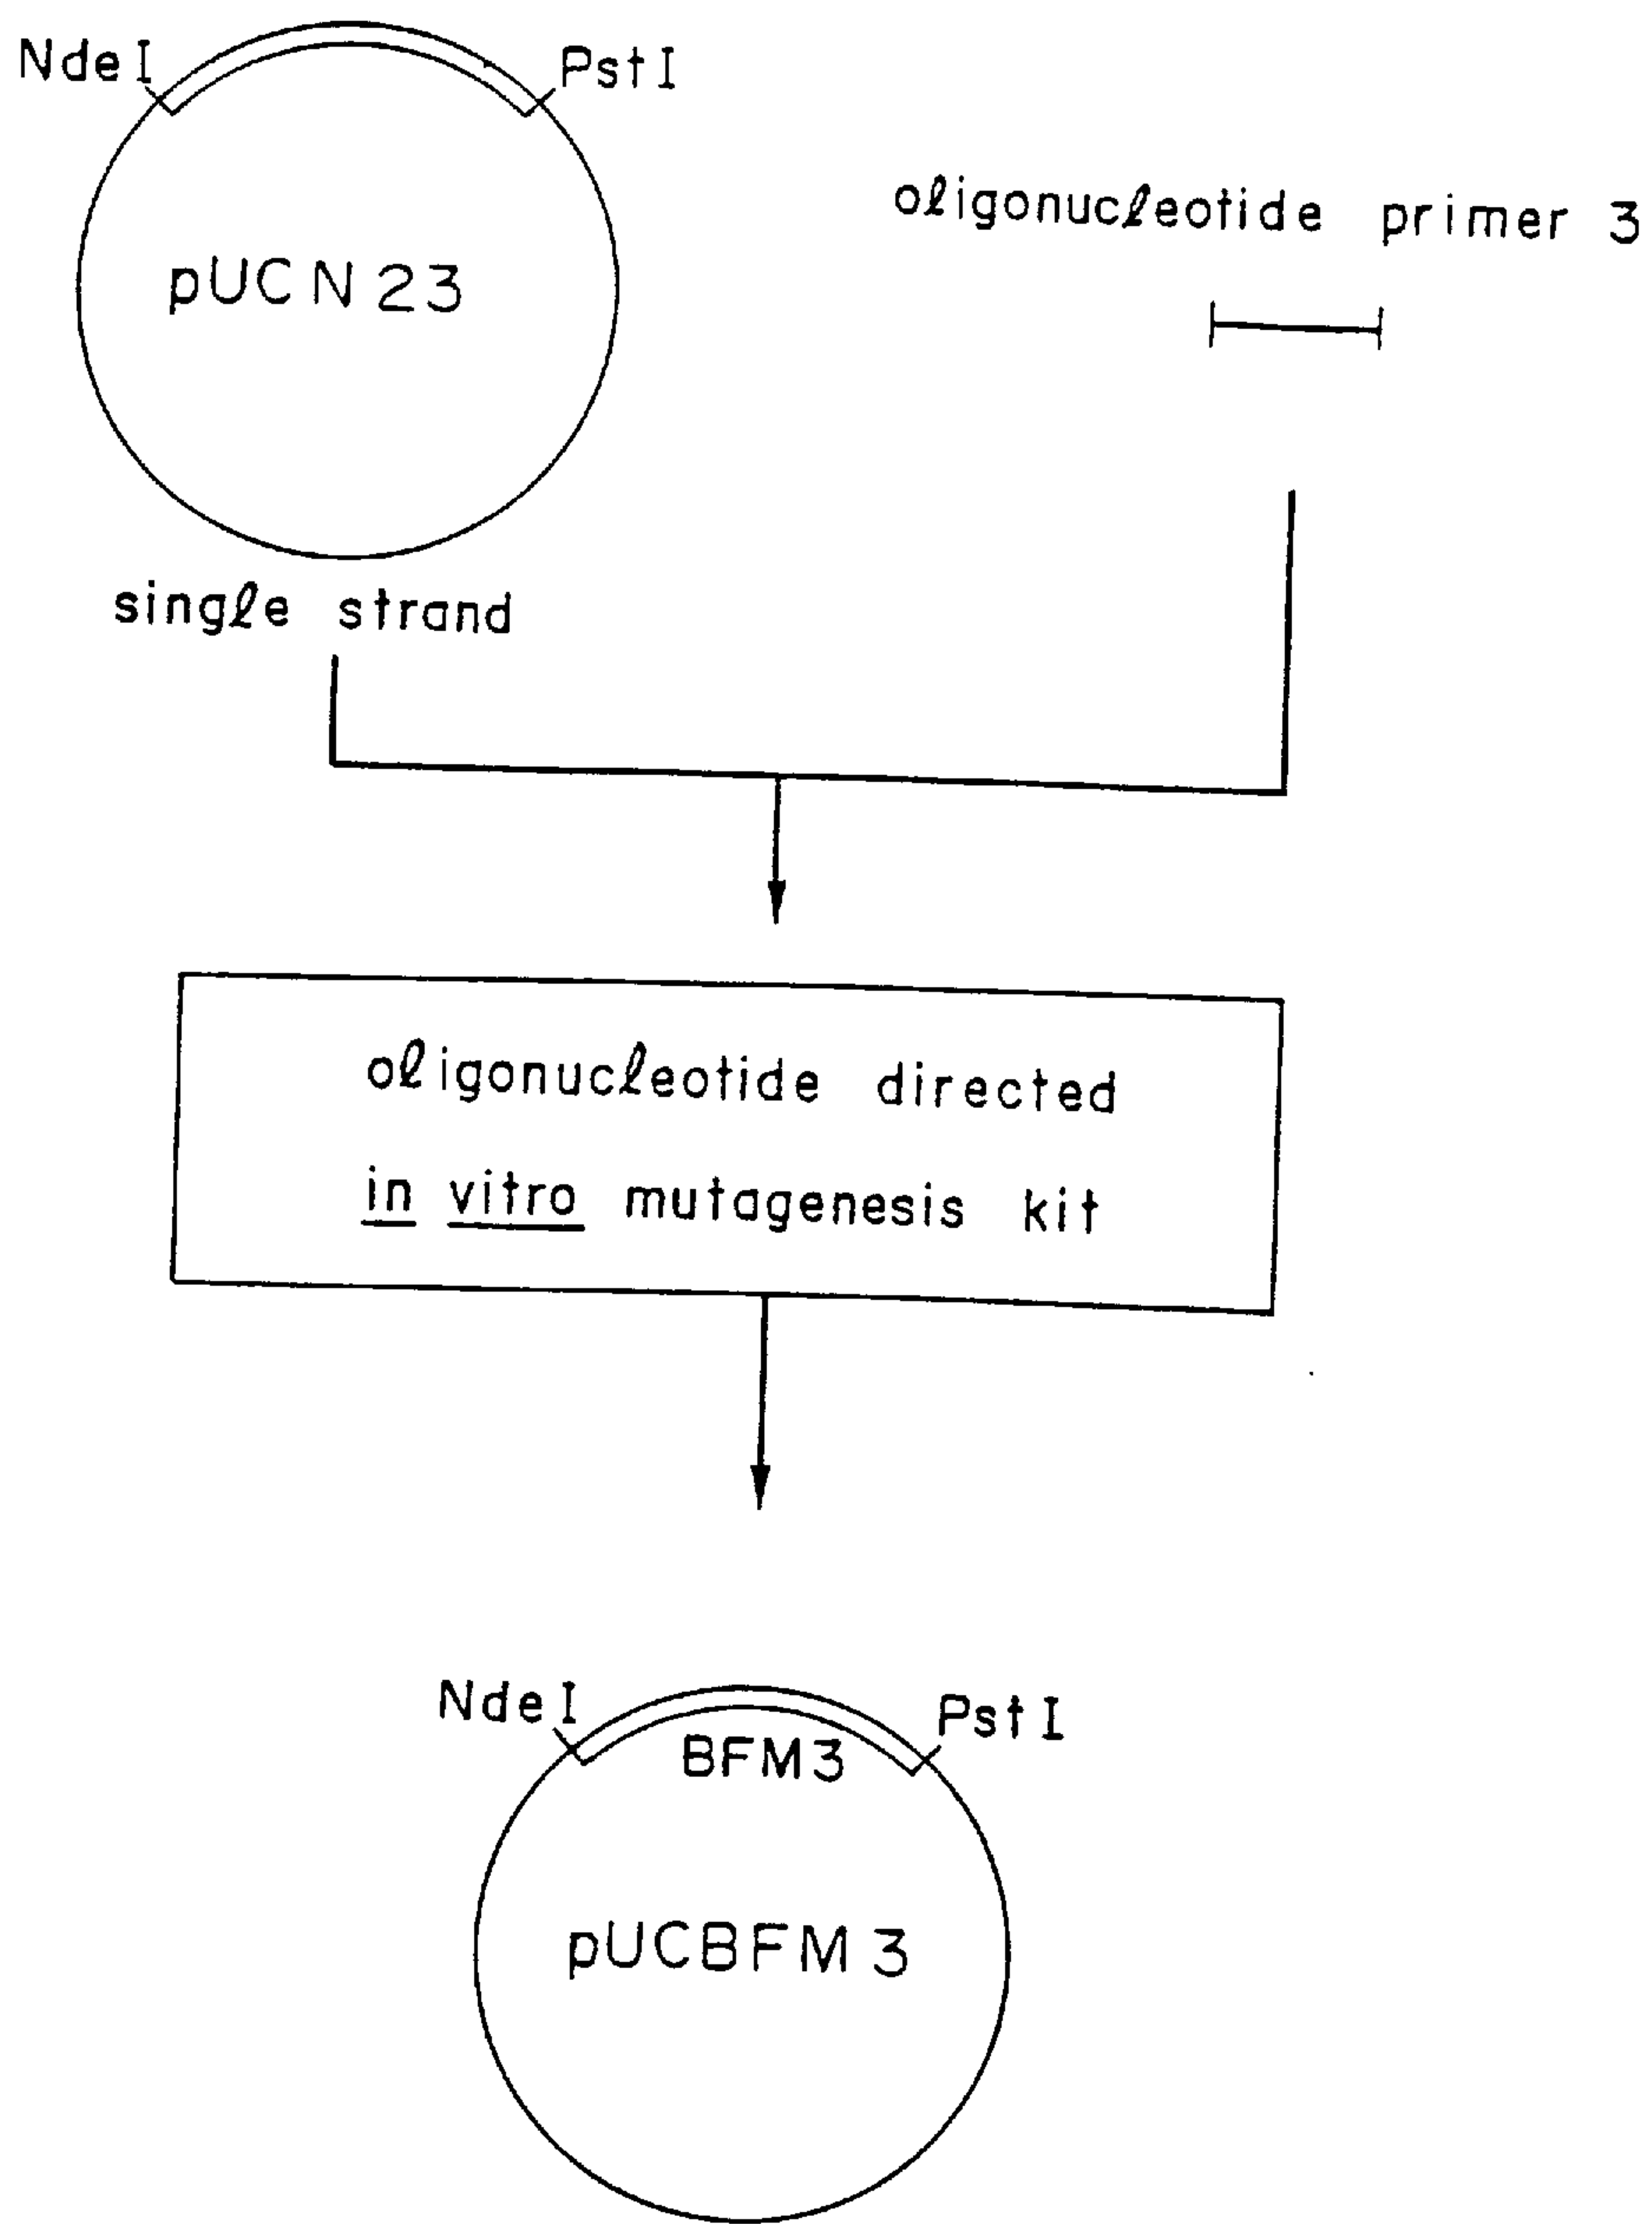 NdeI
PstI
oligonucleotide primer 3
pUCN23
single strand
oligonucleotide directed
in vitro mutagenesis kit
NdeI
PstI
BFM3
pUCBFM3